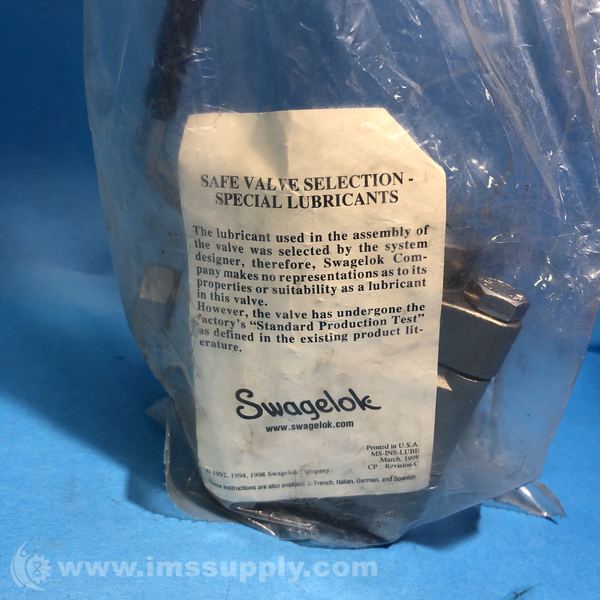 SAFE VALVE SELECTION -
SPECIAL LUBRICANTS
The lubricant used in the assembly of
the valve was selected by the system
designer, therefore, Swagelok Com-
pany makes no representations as to its
properties or suitability as a lubricant
in this valve.
However, the valve has undergone the
factory's "Standard Production Test"
as defined in the existing product lit-
erature.
Swagelok
www.swagelok.com
Printed in U.S.A.
MS-INS-LUBE
March, 1998
CP Revision C
© 1992, 1994, 1998 Swagelok Company
These instructions are also available in French, Italian, German, and Spanish.
www.imssupply.com